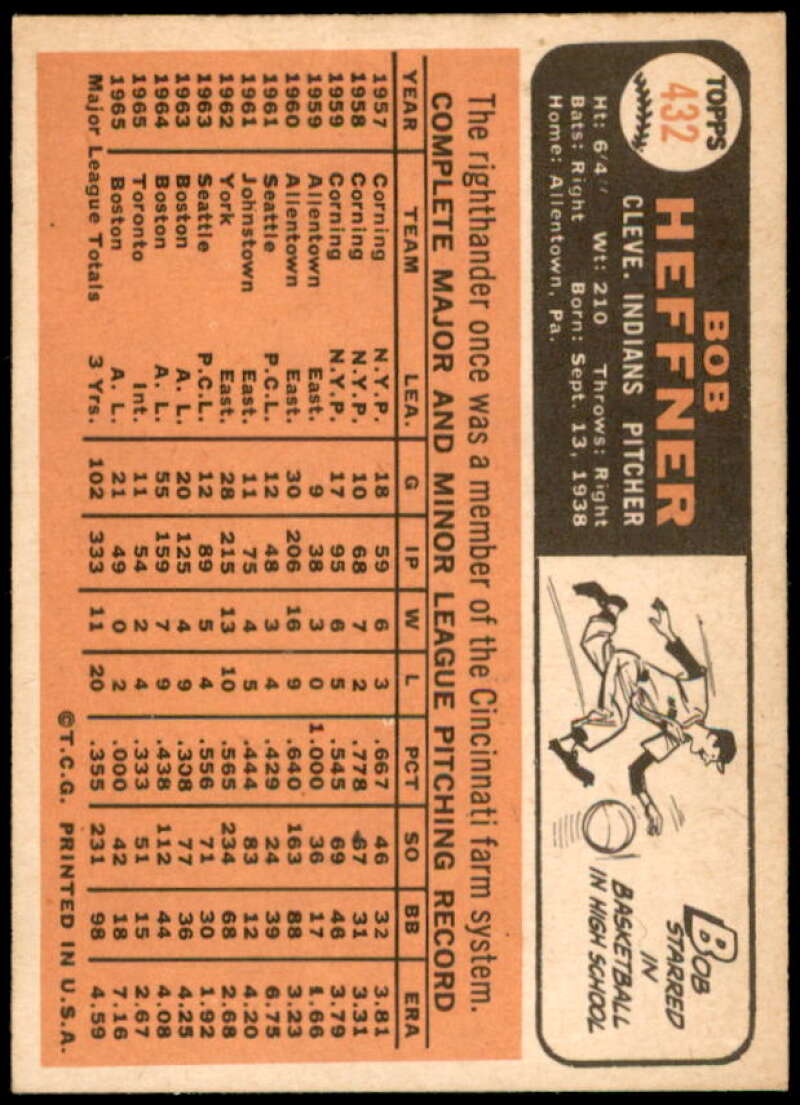 TOPPS
432
BOB
HEFFNER
CLEVE. INDIANS PITCHER
Ht: 6'4" Wt: 210 Throws: Right
Bats: Right Born: Sept. 13, 1938
Home: Allentown, Pa.
BOB
STARRED
IN
BASKETBALL
IN HIGH SCHOOL
The righthander once was a member of the Cincinnati farm system.
COMPLETE MAJOR AND MINOR LEAGUE PITCHING RECORD
YEAR TEAM LEA. G IP W L PCT SO BB ERA
1957 Corning N.Y.P. 18 59 6 3 .667 46 32 3.81
1958 Corning N.Y.P. 10 68 7 2 .778 67 31 3.31
1959 Corning N.Y.P. 17 95 6 5 .545 69 46 3.79
1959 Allentown East. 9 38 3 0 1.000 36 17 1.66
1960 Allentown East. 30 206 16 9 .640 163 88 3.23
1961 Seattle P.C.L. 12 48 3 4 .429 24 39 6.75
1961 Johnstown East. 11 75 4 5 .444 83 12 4.20
1962 York East. 28 215 13 10 .565 234 68 2.68
1963 Seattle P.C.L. 12 89 5 4 .556 71 30 1.92
1963 Boston A. L. 20 125 4 9 .308 77 36 4.25
1964 Boston A. L. 55 159 7 9 .438 112 44 4.08
1965 Toronto Int. 11 54 2 4 .333 51 15 2.67
1965 Boston A. L. 21 49 0 2 .000 42 18 7.16
Major League Totals 3 Yrs. 102 333 11 20 .355 231 98 4.59
©T.C.G. PRINTED IN U.S.A.